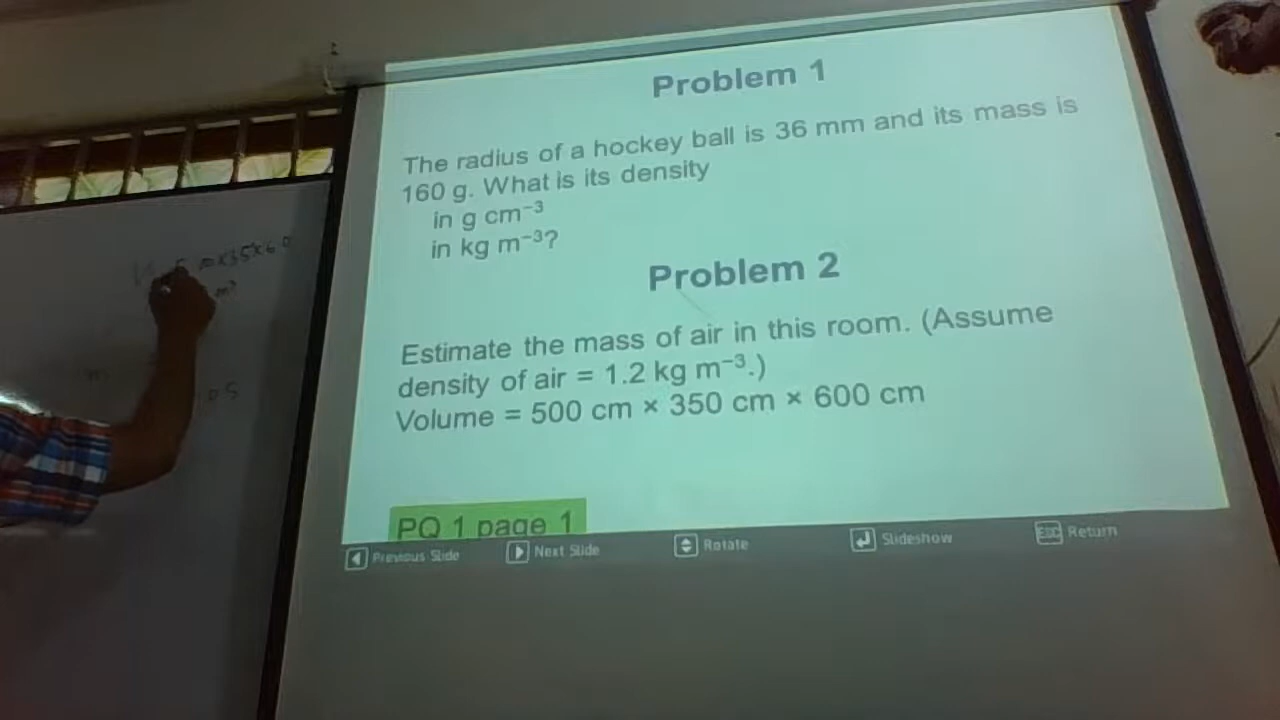 Problem 1
The radius of a hockey ball is 36 mm and its mass is
160 g. What is its density
in g cm⁻³
in kg m⁻³?
Problem 2
Estimate the mass of air in this room. (Assume
density of air = 1.2 kg m⁻³.)
Volume = 500 cm × 350 cm × 600 cm
PQ 1 page 1
Previous Slide
Next Slide
Rotate
Slideshow
ESC Return